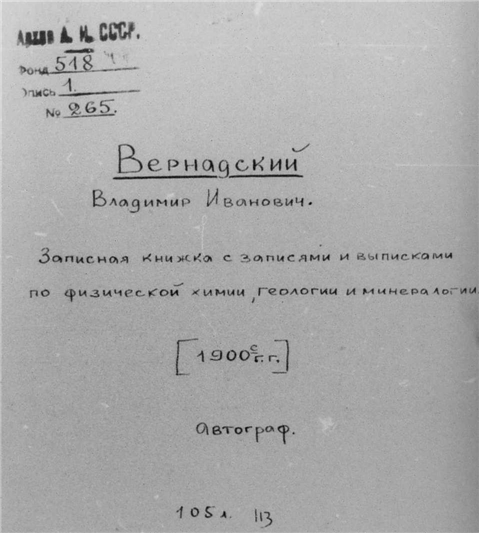 Архив А. Н. СССР.
Фонд 518
Опись 1.
№ 265.
Вернадский
Владимир Иванович.
Записная книжка с записями и выписками
по физической химии, геологии и минералогии
[1900с г.г.]
Автограф.
105 л. 113